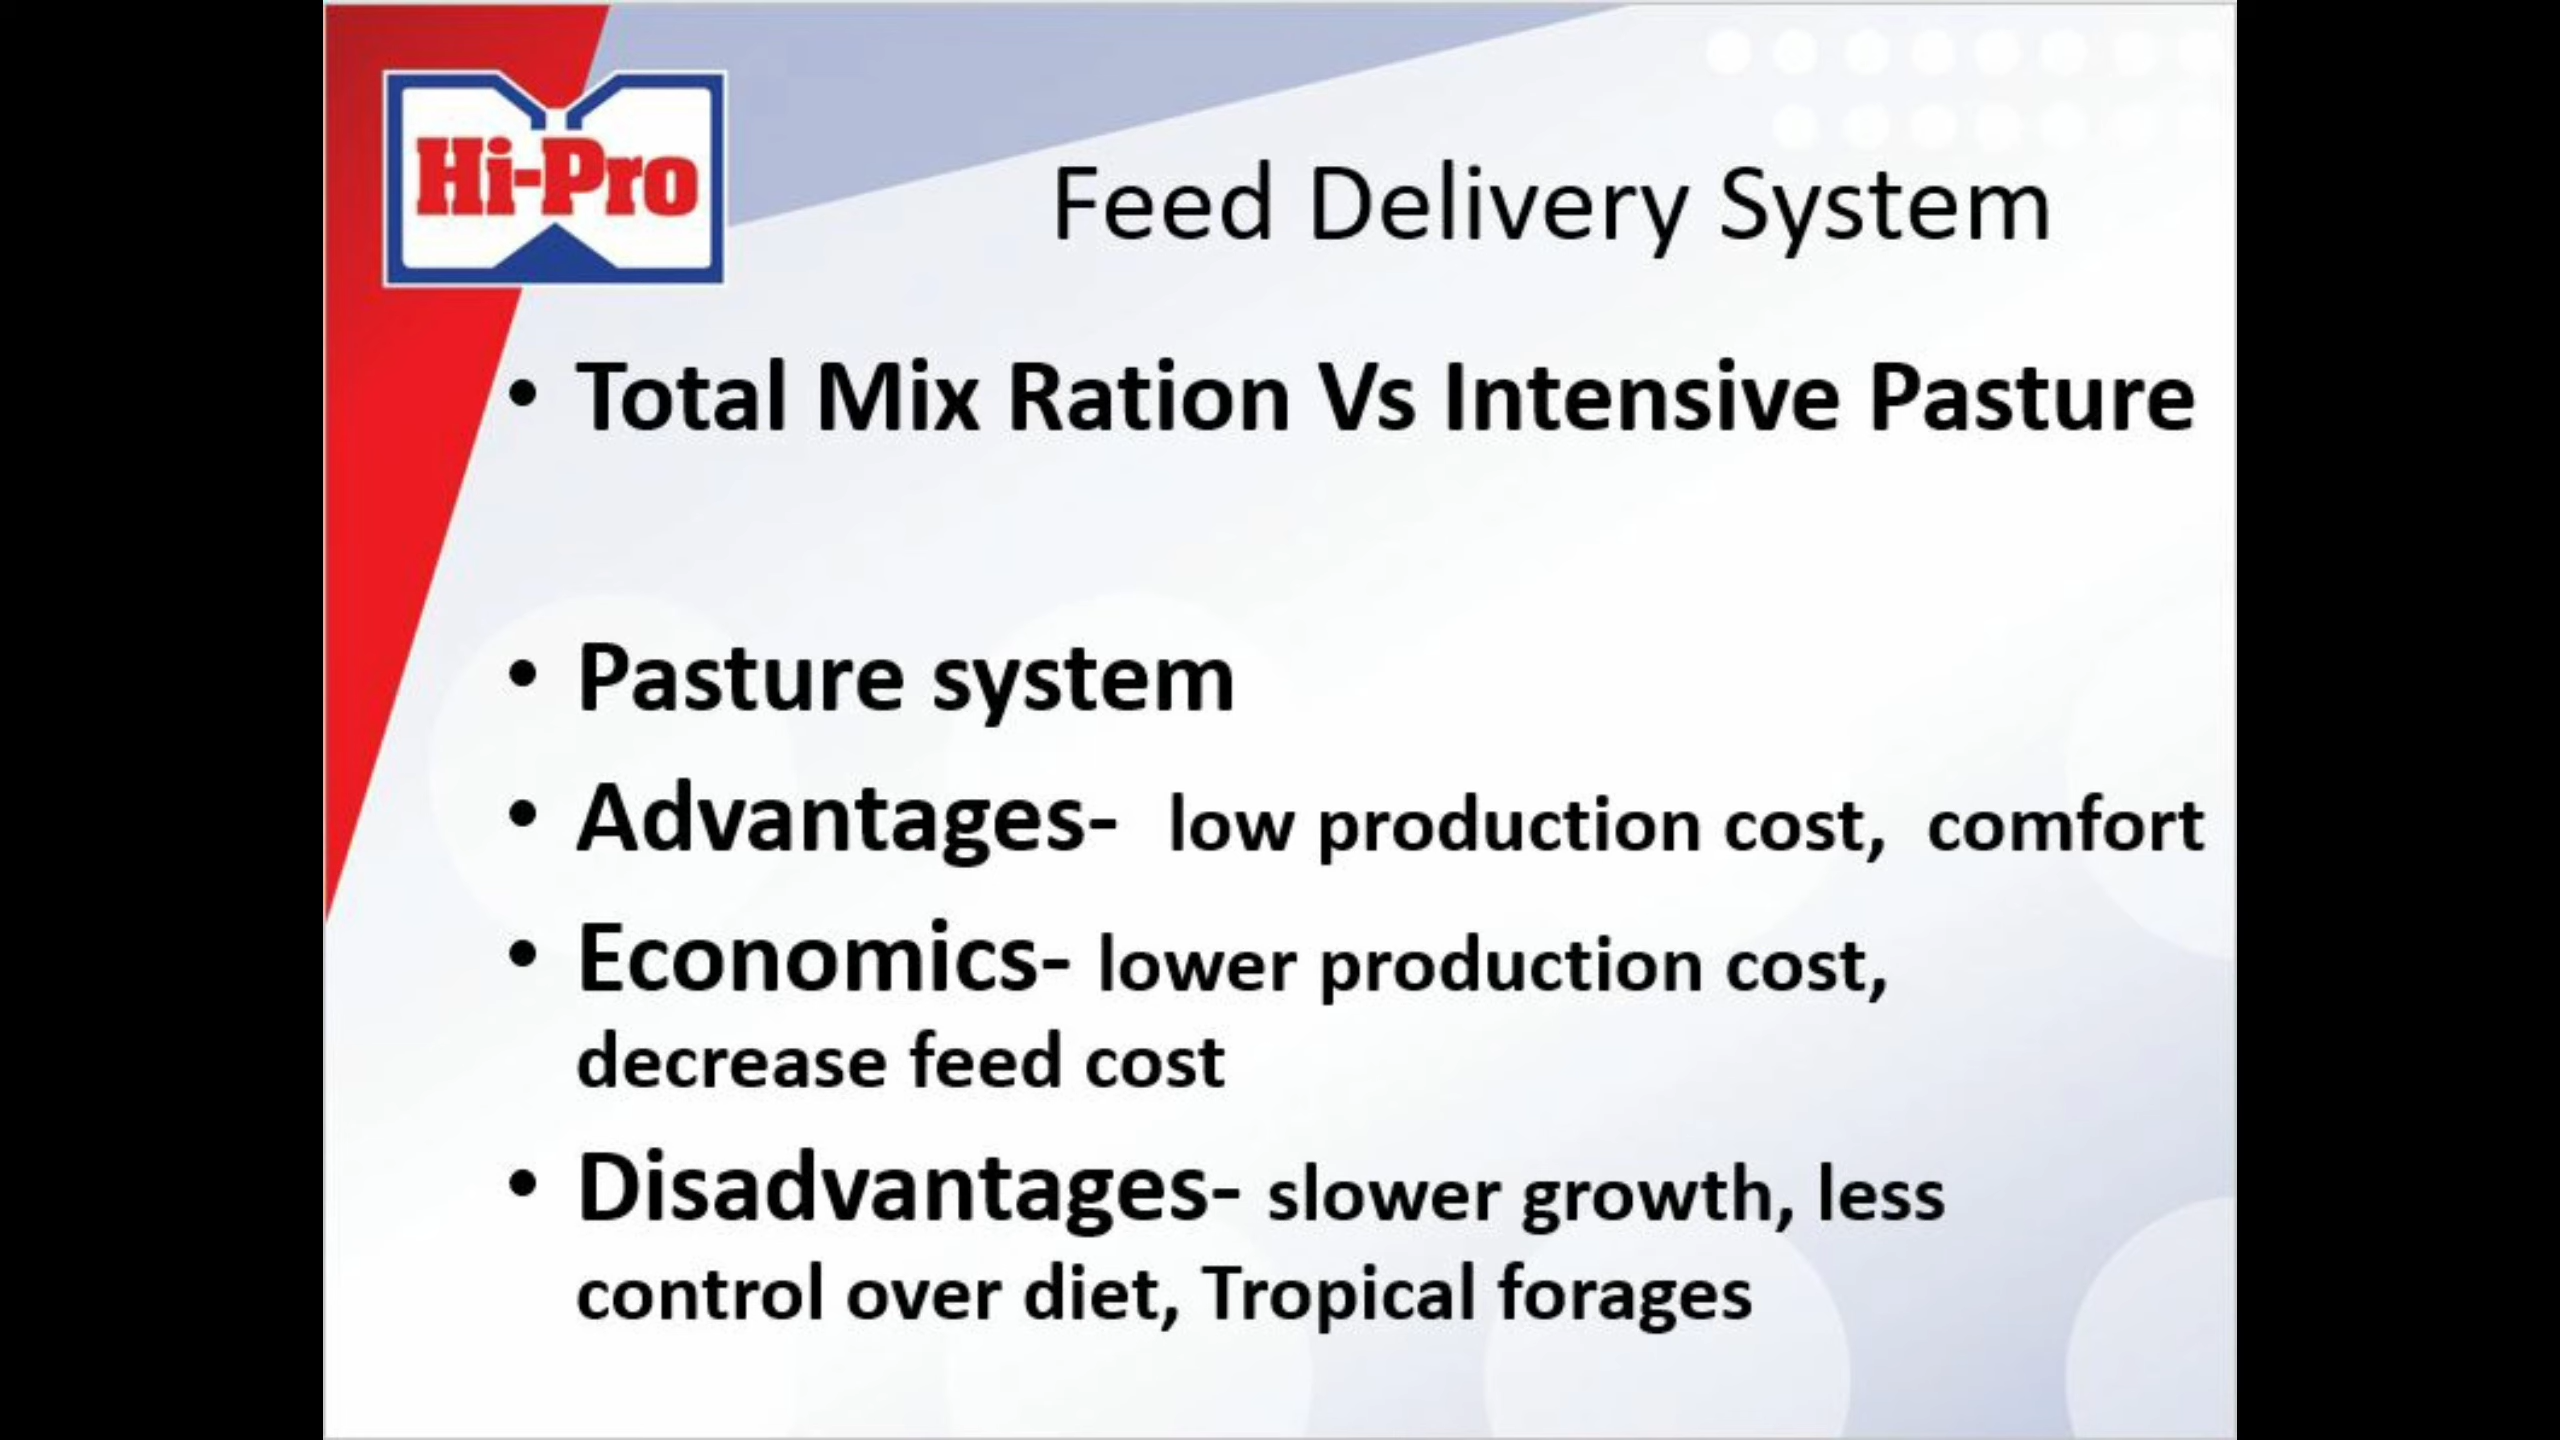 Hi-Pro
Feed Delivery System
• Total Mix Ration Vs Intensive Pasture
• Pasture system
• Advantages-  low production cost,  comfort
• Economics- lower production cost,
decrease feed cost
• Disadvantages- slower growth, less
control over diet, Tropical forages